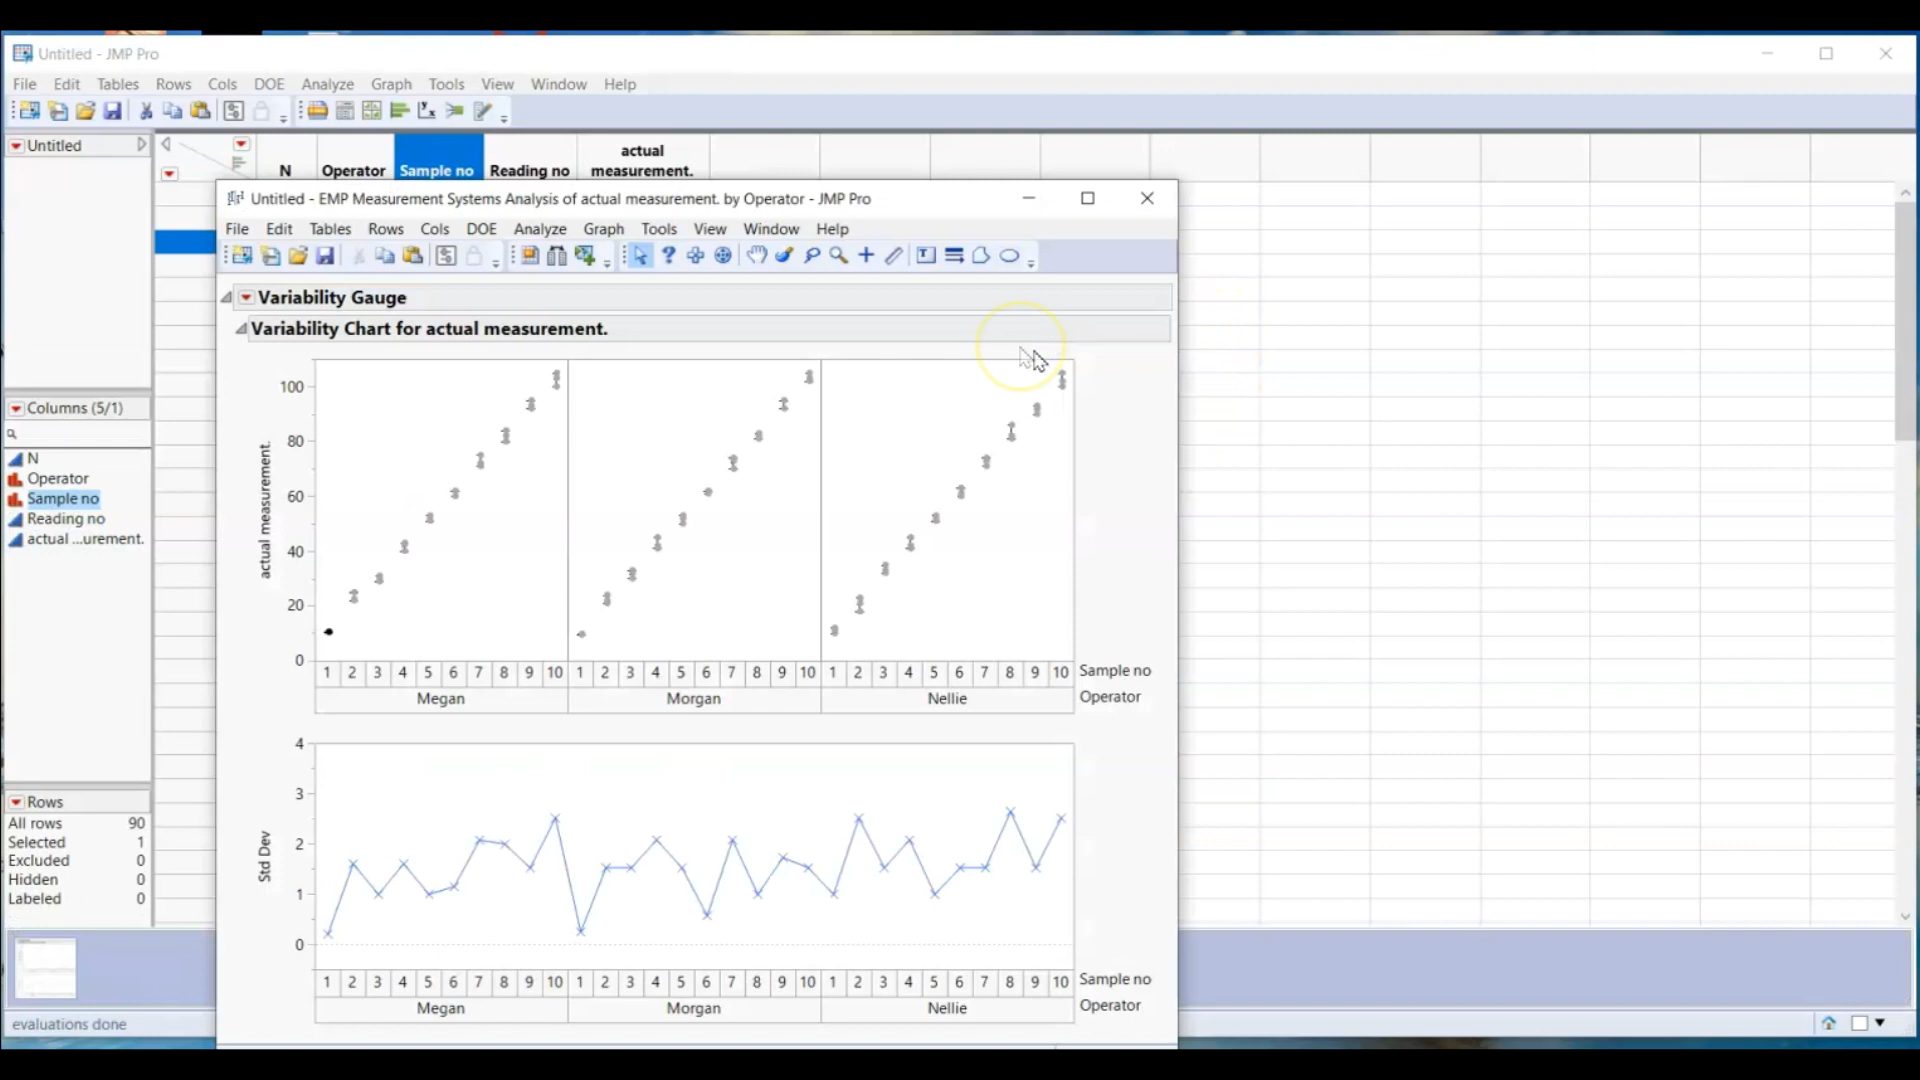 Untitled - JMP Pro
File Edit Tables Rows Cols DOE Analyze Graph Tools View Window Help
Untitled
N Operator Sample no Reading no actual measurement.
Untitled - EMP Measurement Systems Analysis of actual measurement. by Operator - JMP Pro
File Edit Tables Rows Cols DOE Analyze Graph Tools View Window Help
Variability Gauge
Variability Chart for actual measurement.
actual measurement.
100
80
60
40
20
0
1 2 3 4 5 6 7 8 9 10 1 2 3 4 5 6 7 8 9 10 1 2 3 4 5 6 7 8 9 10 Sample no
Megan Morgan Nellie Operator
Std Dev
4
3
2
1
0
1 2 3 4 5 6 7 8 9 10 1 2 3 4 5 6 7 8 9 10 1 2 3 4 5 6 7 8 9 10 Sample no
Megan Morgan Nellie Operator
Columns (5/1)
N
Operator
Sample no
Reading no
actual ...urement.
Rows
All rows 90
Selected 1
Excluded 0
Hidden 0
Labeled 0
evaluations done